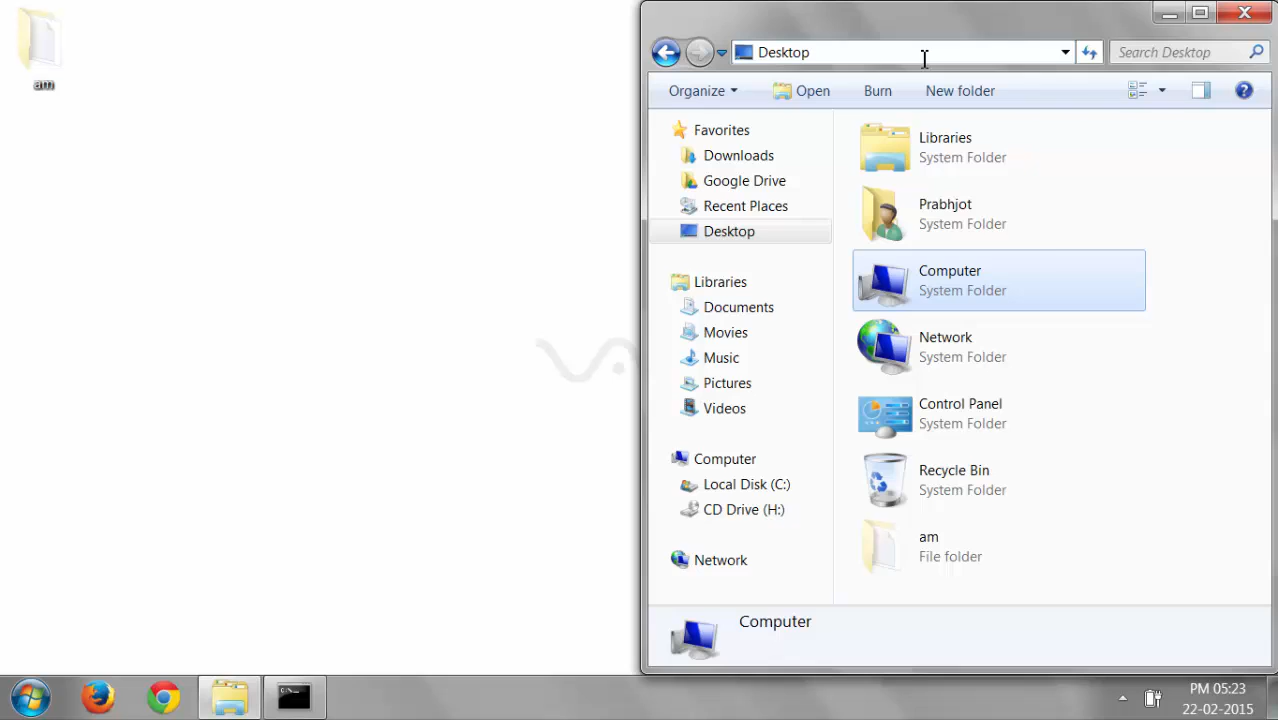 am
Desktop
Search Desktop
Organize
Open
Burn
New folder
Favorites
Downloads
Google Drive
Recent Places
Desktop
Libraries
Documents
Movies
Music
Pictures
Videos
Computer
Local Disk (C:)
CD Drive (H:)
Network
Libraries
System Folder
Prabhjot
System Folder
Computer
System Folder
Network
System Folder
Control Panel
System Folder
Recycle Bin
System Folder
am
File folder
Computer
PM 05:23
22-02-2015